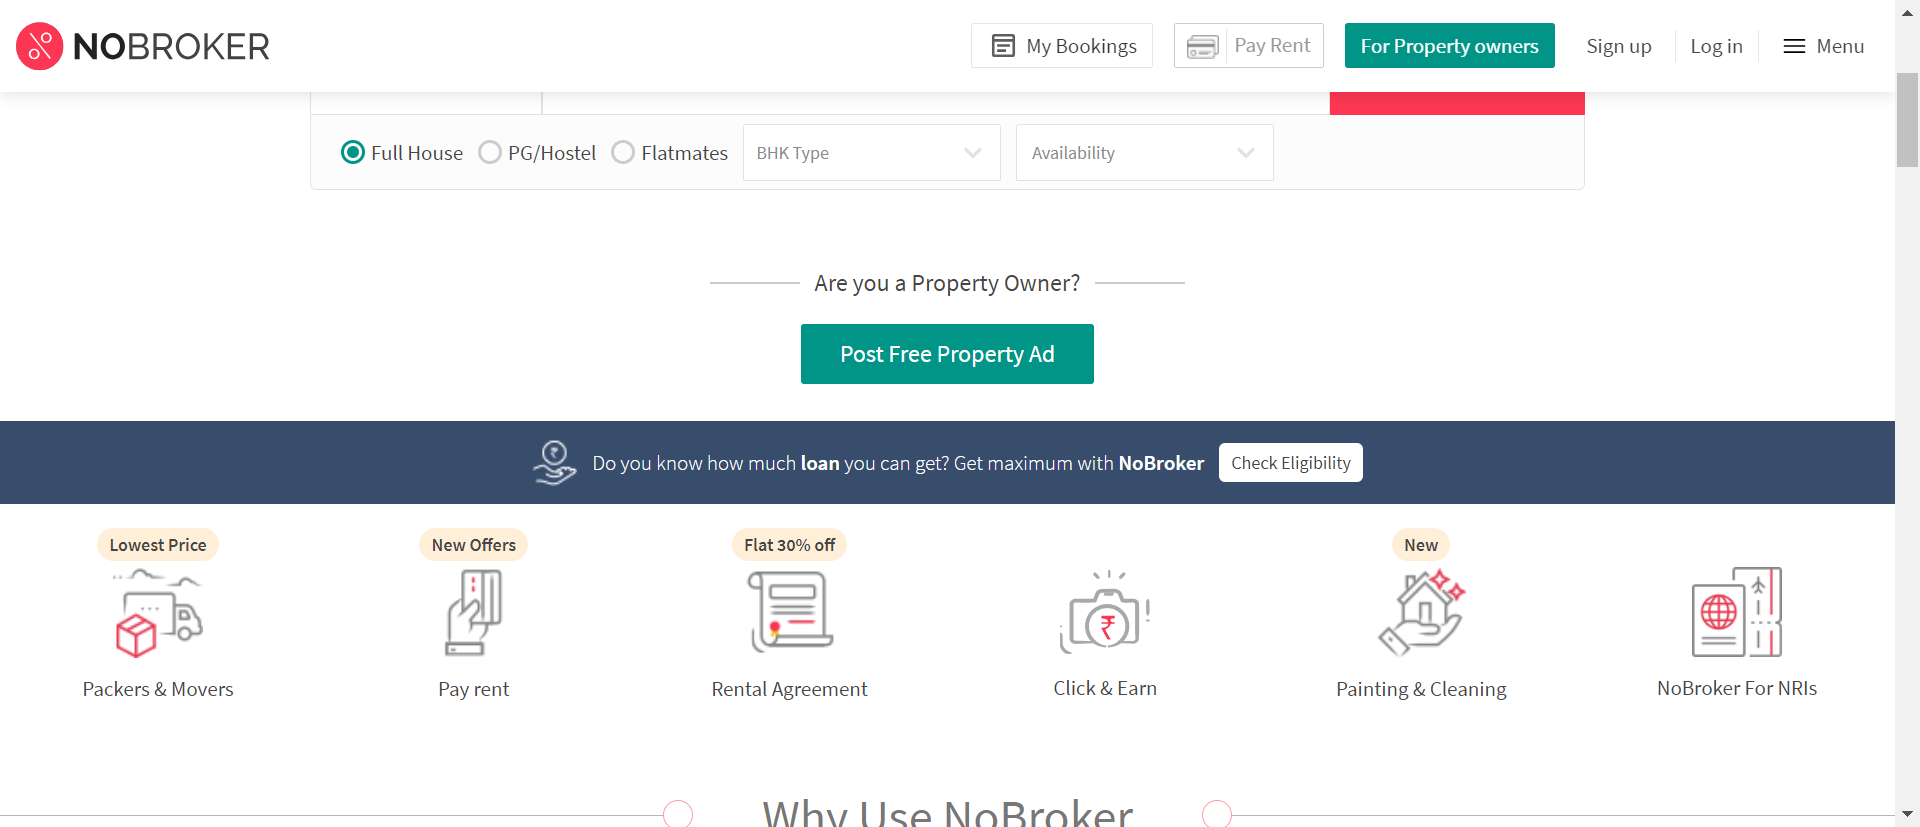 NOBROKER
My Bookings
Pay Rent
For Property owners
Sign up
Log in
Menu
Full House
PG/Hostel
Flatmates
BHK Type
Availability
Are you a Property Owner?
Post Free Property Ad
Do you know how much loan you can get? Get maximum with NoBroker
Check Eligibility
Lowest Price
New Offers
Flat 30% off
New
Packers & Movers
Pay rent
Rental Agreement
Click & Earn
Painting & Cleaning
NoBroker For NRIs
Why Use NoBroker